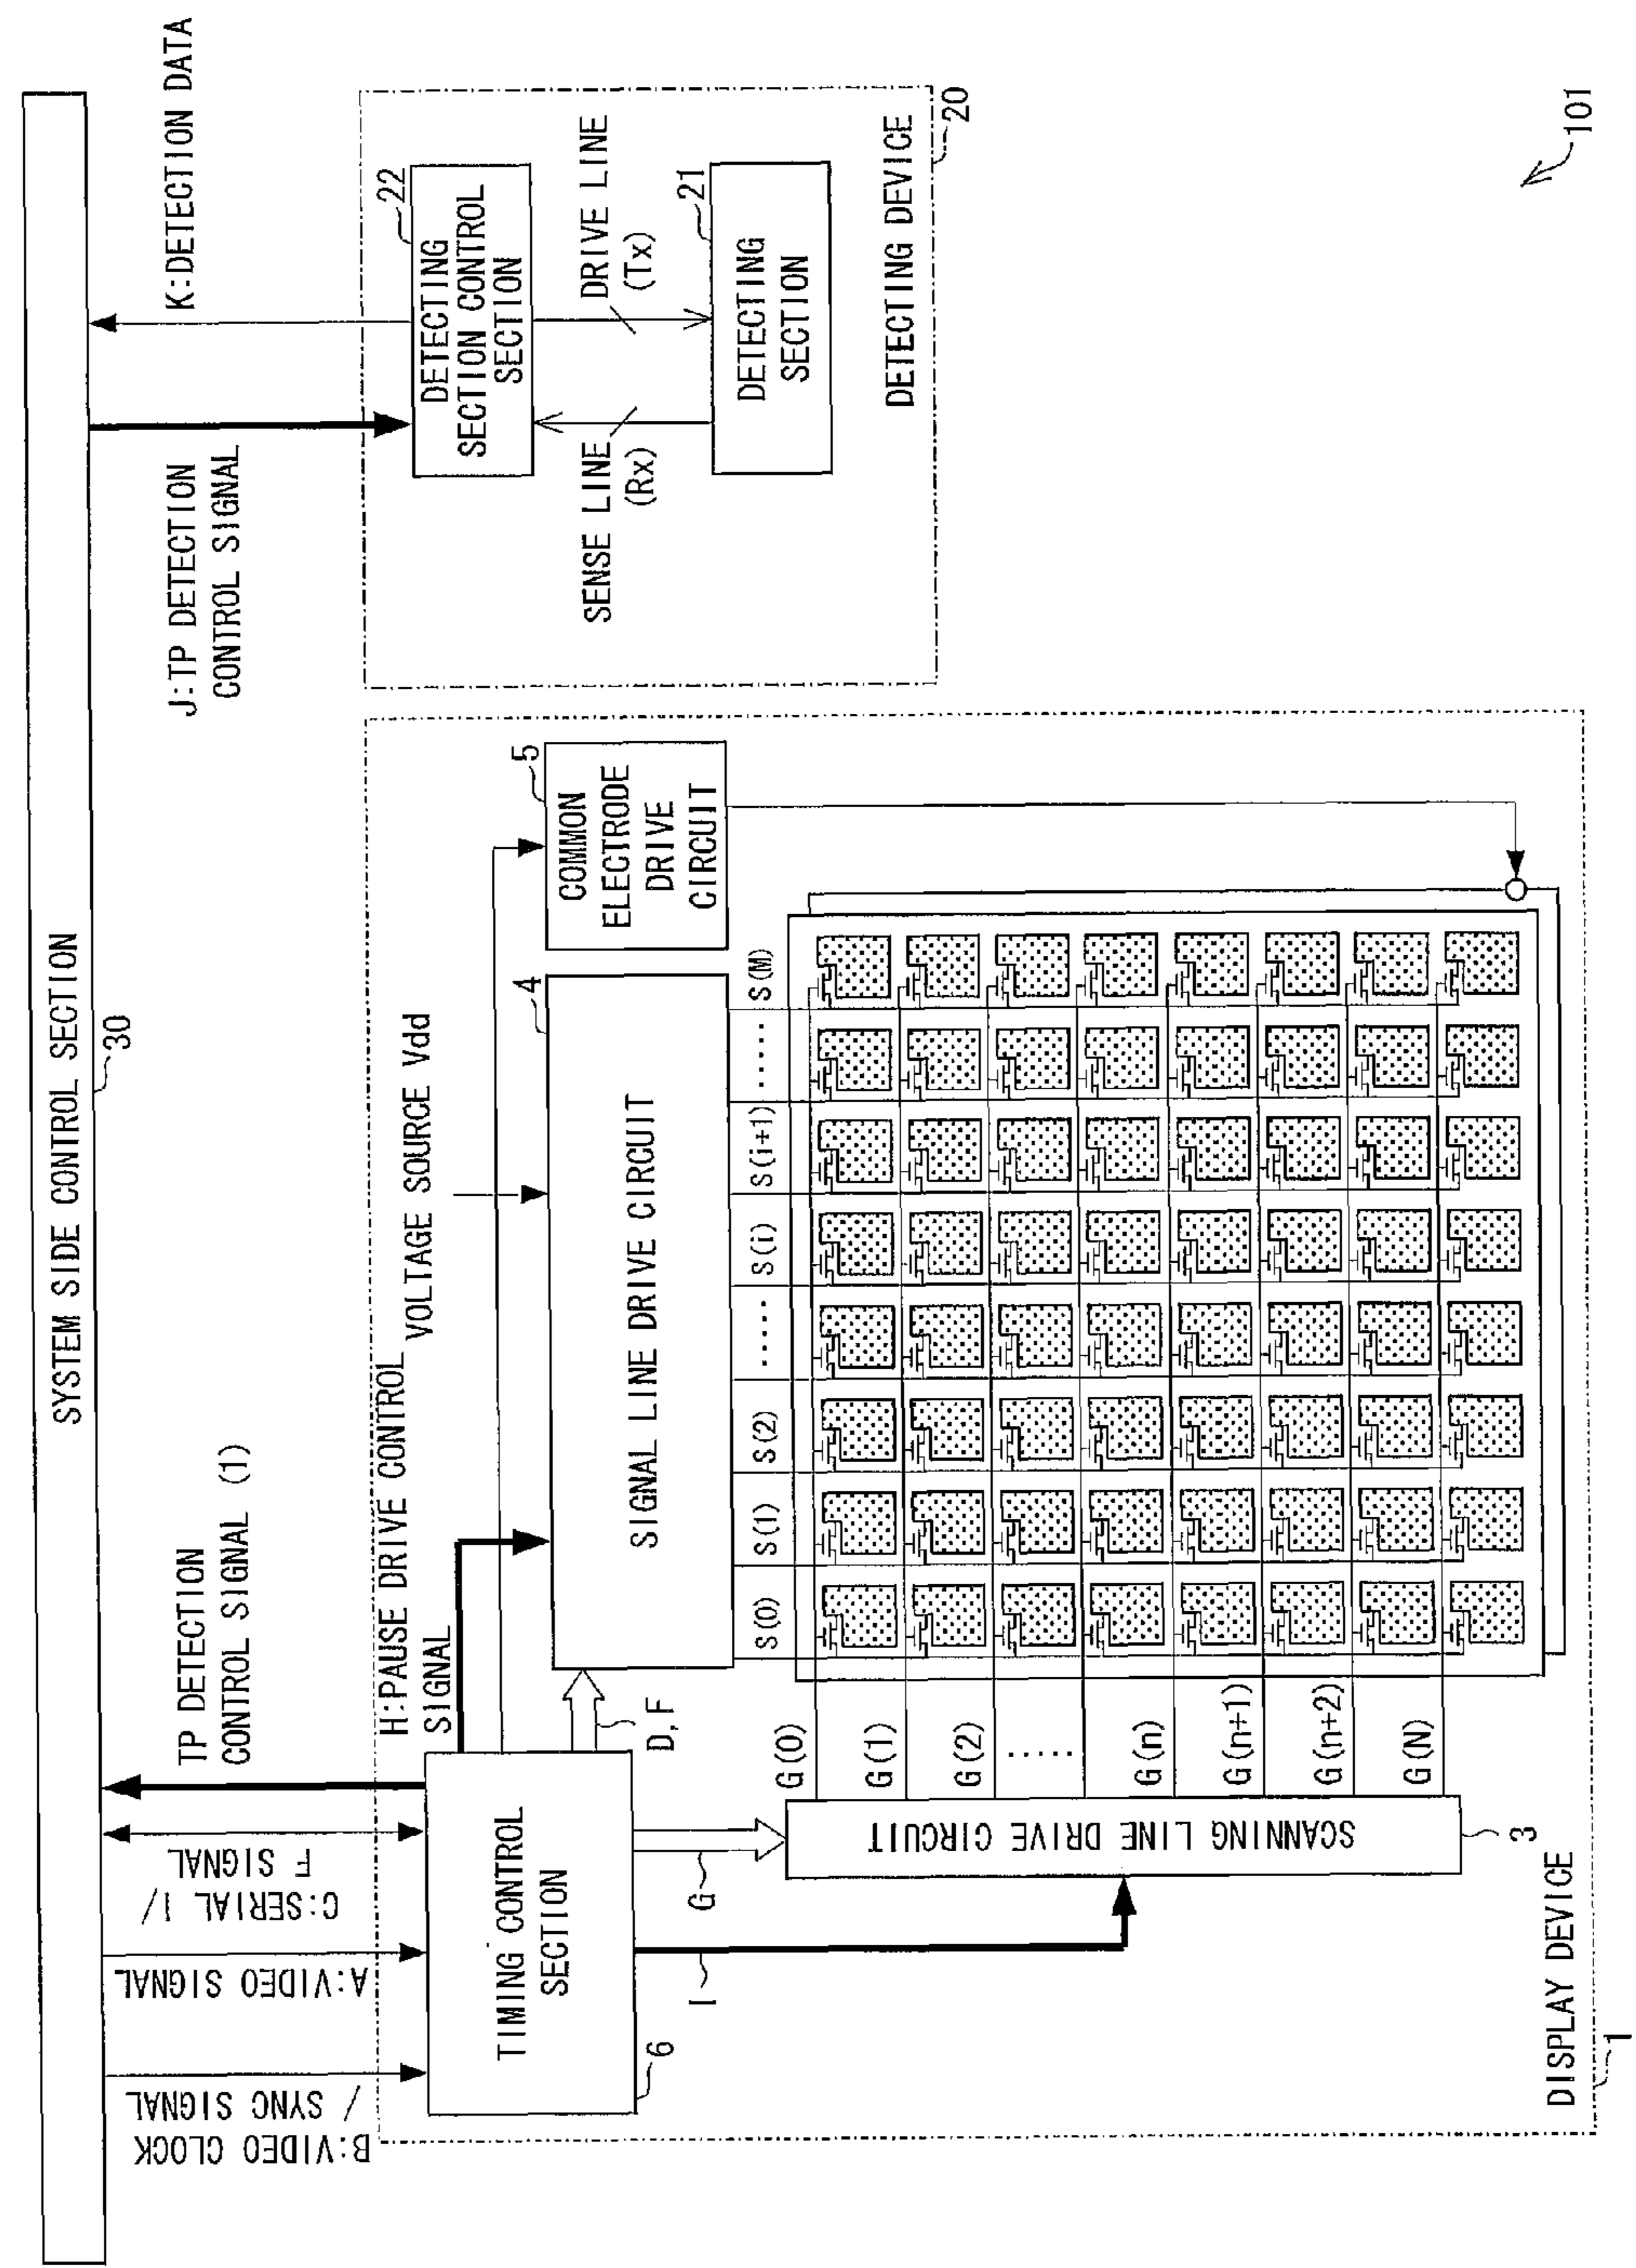 SYSTEM SIDE CONTROL SECTION
30
B:VIDEO CLOCK
/ SYNC SIGNAL
A:VIDEO SIGNAL
C:SERIAL I/
F SIGNAL
TP DETECTION
CONTROL SIGNAL (1)
J:TP DETECTION
CONTROL SIGNAL
K:DETECTION DATA
H:PAUSE DRIVE CONTROL
SIGNAL
VOLTAGE SOURCE Vdd
TIMING CONTROL
SECTION
6
D,F
G
I
SIGNAL LINE DRIVE CIRCUIT
4
COMMON
ELECTRODE
DRIVE
CIRCUIT
5
S(0)
S(1)
S(2)
.....
S(i)
S(i+1)
.....
S(M)
G(0)
G(1)
G(2)
.....
G(n)
G(n+1)
G(n+2)
G(N)
SCANNING LINE DRIVE CIRCUIT
3
DISPLAY DEVICE
1
DETECTING
SECTION CONTROL
SECTION
22
SENSE LINE
(Rx)
DRIVE LINE
(Tx)
DETECTING
SECTION
21
DETECTING DEVICE
20
101